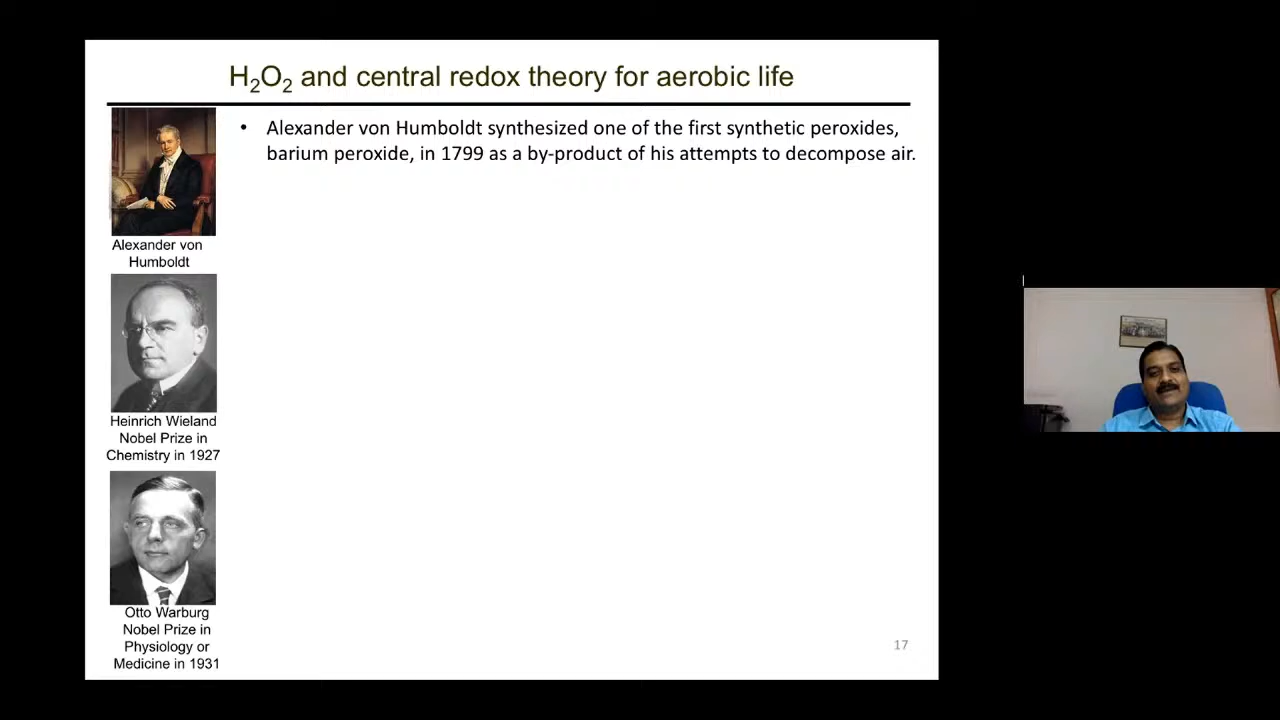 H₂O₂ and central redox theory for aerobic life
• Alexander von Humboldt synthesized one of the first synthetic peroxides,
barium peroxide, in 1799 as a by-product of his attempts to decompose air.
Alexander von
Humboldt
Heinrich Wieland
Nobel Prize in
Chemistry in 1927
Otto Warburg
Nobel Prize in
Physiology or
Medicine in 1931
17